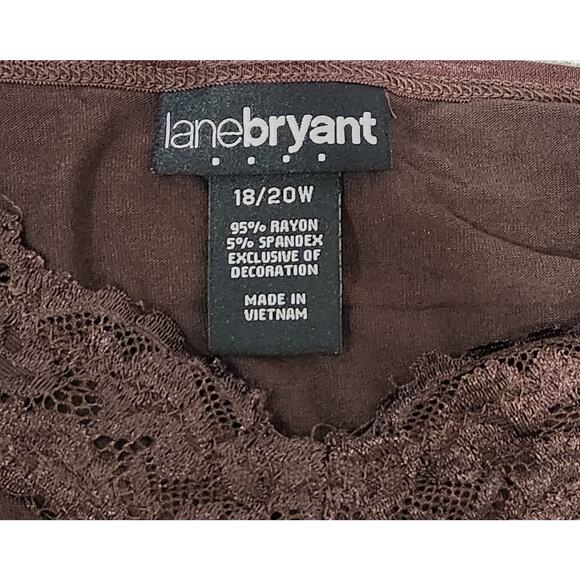 lanebryant
18/20W
95% RAYON
5% SPANDEX
EXCLUSIVE OF
DECORATION
MADE IN
VIETNAM